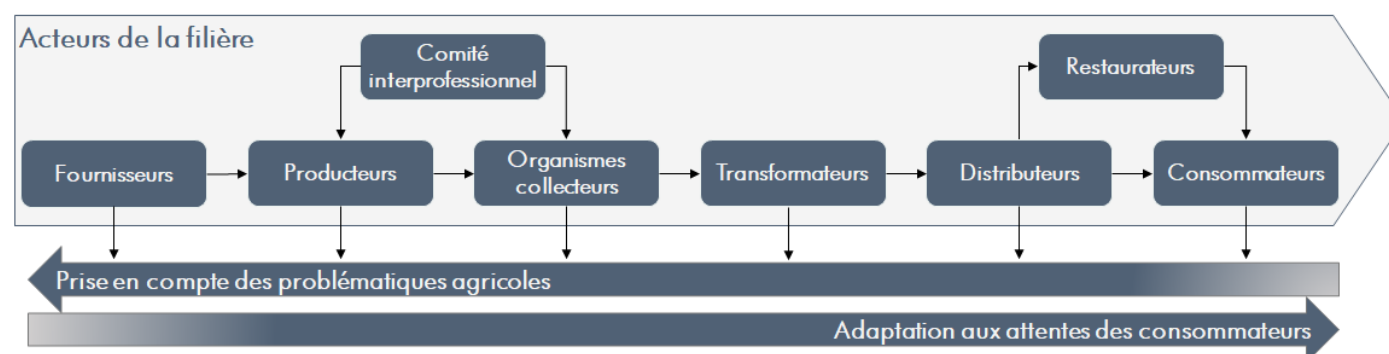 Acteurs de la filière
Comité
interprofessionnel
Restaurateurs
Fournisseurs
Producteurs
Organismes
collecteurs
Transformateurs
Distributeurs
Consommateurs
Prise en compte des problématiques agricoles
Adaptation aux attentes des consommateurs